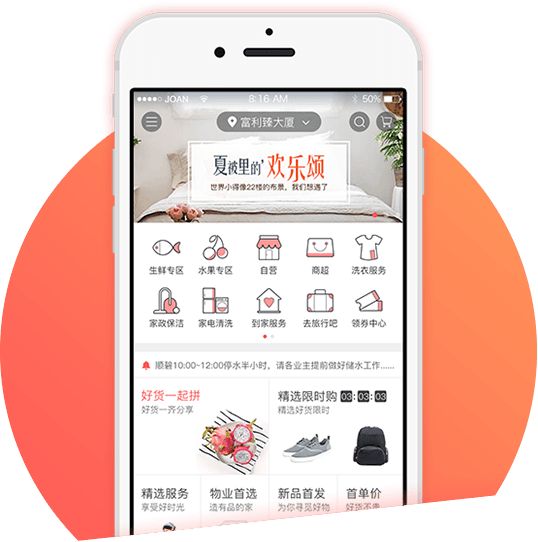 JOAN 8:16 AM 50%
富利臻大厦
夏被里的'欢乐颂
世界小得像22楼的布景，我们想遇了
生鲜专区 水果专区 自营 商超 洗衣服务
家政保洁 家电清洗 到家服务 去旅行吧 领券中心
顺碧10:00~12:00停水半小时，请各业主提前做好储水工作......
好货一起拼
好货一齐分享
精选限时购 03:03:03
精选好货限时
精选服务 物业首选 新品首发 首单价
享受好时光 造有品的家 为你寻觅好物 好货不贵